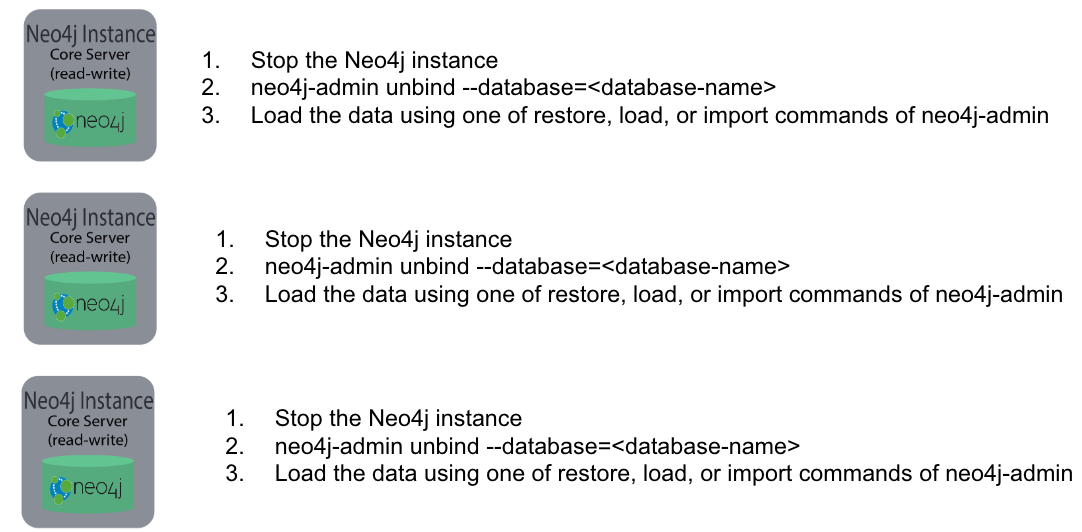 Neo4j Instance
Core Server
(read-write)
neo4j
1. Stop the Neo4j instance
2. neo4j-admin unbind --database=<database-name>
3. Load the data using one of restore, load, or import commands of neo4j-admin
Neo4j Instance
Core Server
(read-write)
neo4j
1. Stop the Neo4j instance
2. neo4j-admin unbind --database=<database-name>
3. Load the data using one of restore, load, or import commands of neo4j-admin
Neo4j Instance
Core Server
(read-write)
neo4j
1. Stop the Neo4j instance
2. neo4j-admin unbind --database=<database-name>
3. Load the data using one of restore, load, or import commands of neo4j-admin